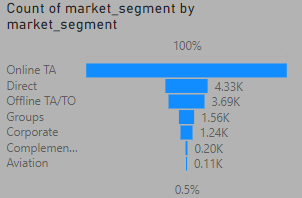 Count of market_segment by
market_segment
100%
Online TA
Direct 4.33K
Offline TA/TO 3.69K
Groups 1.56K
Corporate 1.24K
Complemen... 0.20K
Aviation 0.11K
0.5%